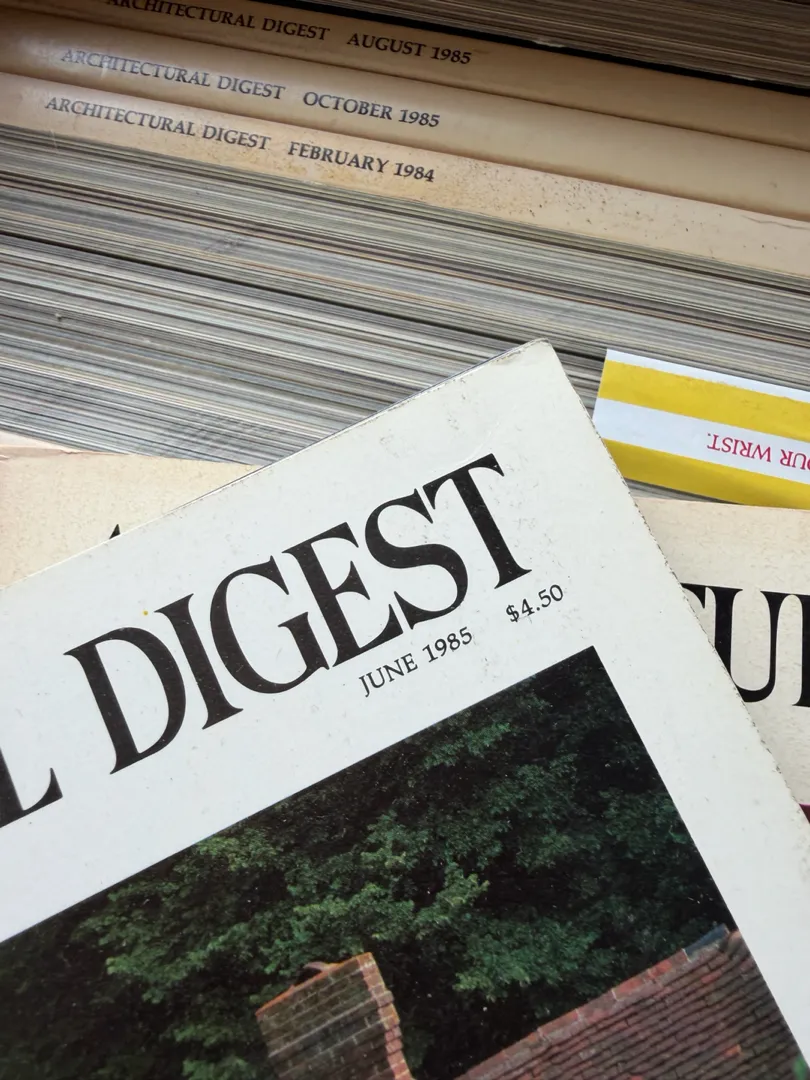 ARCHITECTURAL DIGEST AUGUST 1985
ARCHITECTURAL DIGEST OCTOBER 1985
ARCHITECTURAL DIGEST FEBRUARY 1984
OUR WRIST.
L DIGEST
JUNE 1985 $4.50
TU